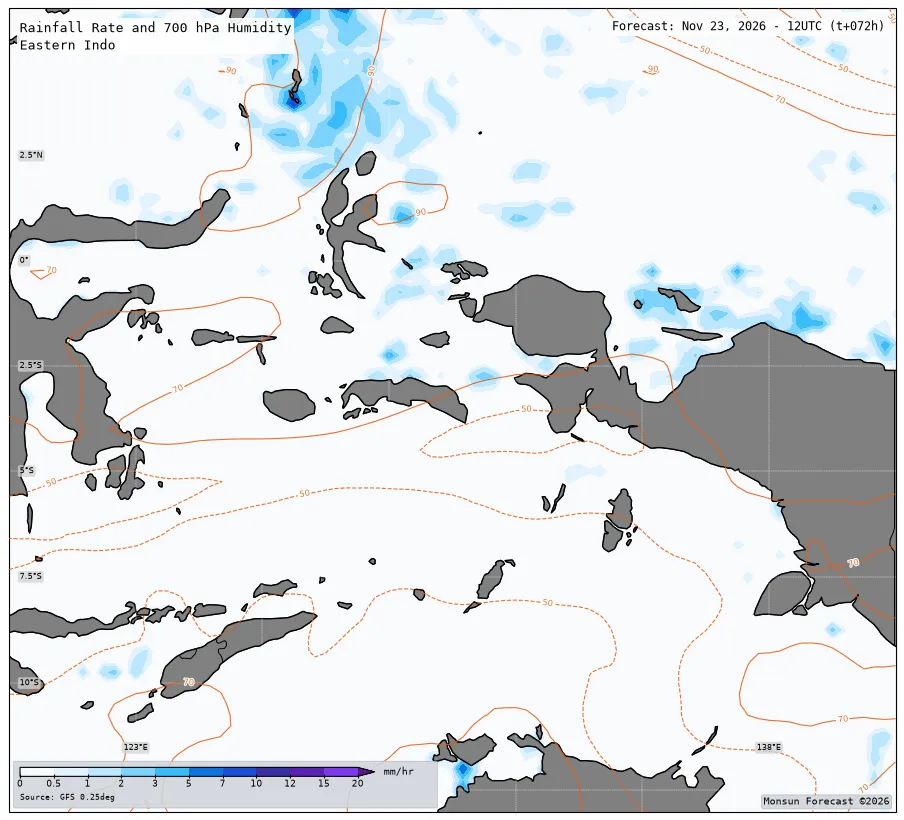 Rainfall Rate and 700 hPa Humidity
Eastern Indo
Forecast: Nov 23, 2026 - 12UTC (t+072h)
50
50
50
90
90
90
70
2.5°N
90
0°
70
2.5°S
70
50
5°S
50
50
7.5°S
70
50
10°S
70
70
123°E
138°E
70
mm/hr
0 0.5 1 2 3 5 7 10 12 15 20
Source: GFS 0.25deg
Monsun Forecast ©2026